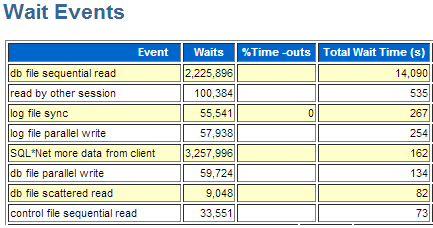 Wait Events
Event Waits %Time -outs Total Wait Time (s)
db file sequential read 2,225,896 14,090
read by other session 100,384 535
log file sync 55,541 0 267
log file parallel write 57,938 254
SQL*Net more data from client 3,257,996 162
db file parallel write 59,724 134
db file scattered read 9,048 82
control file sequential read 33,551 73